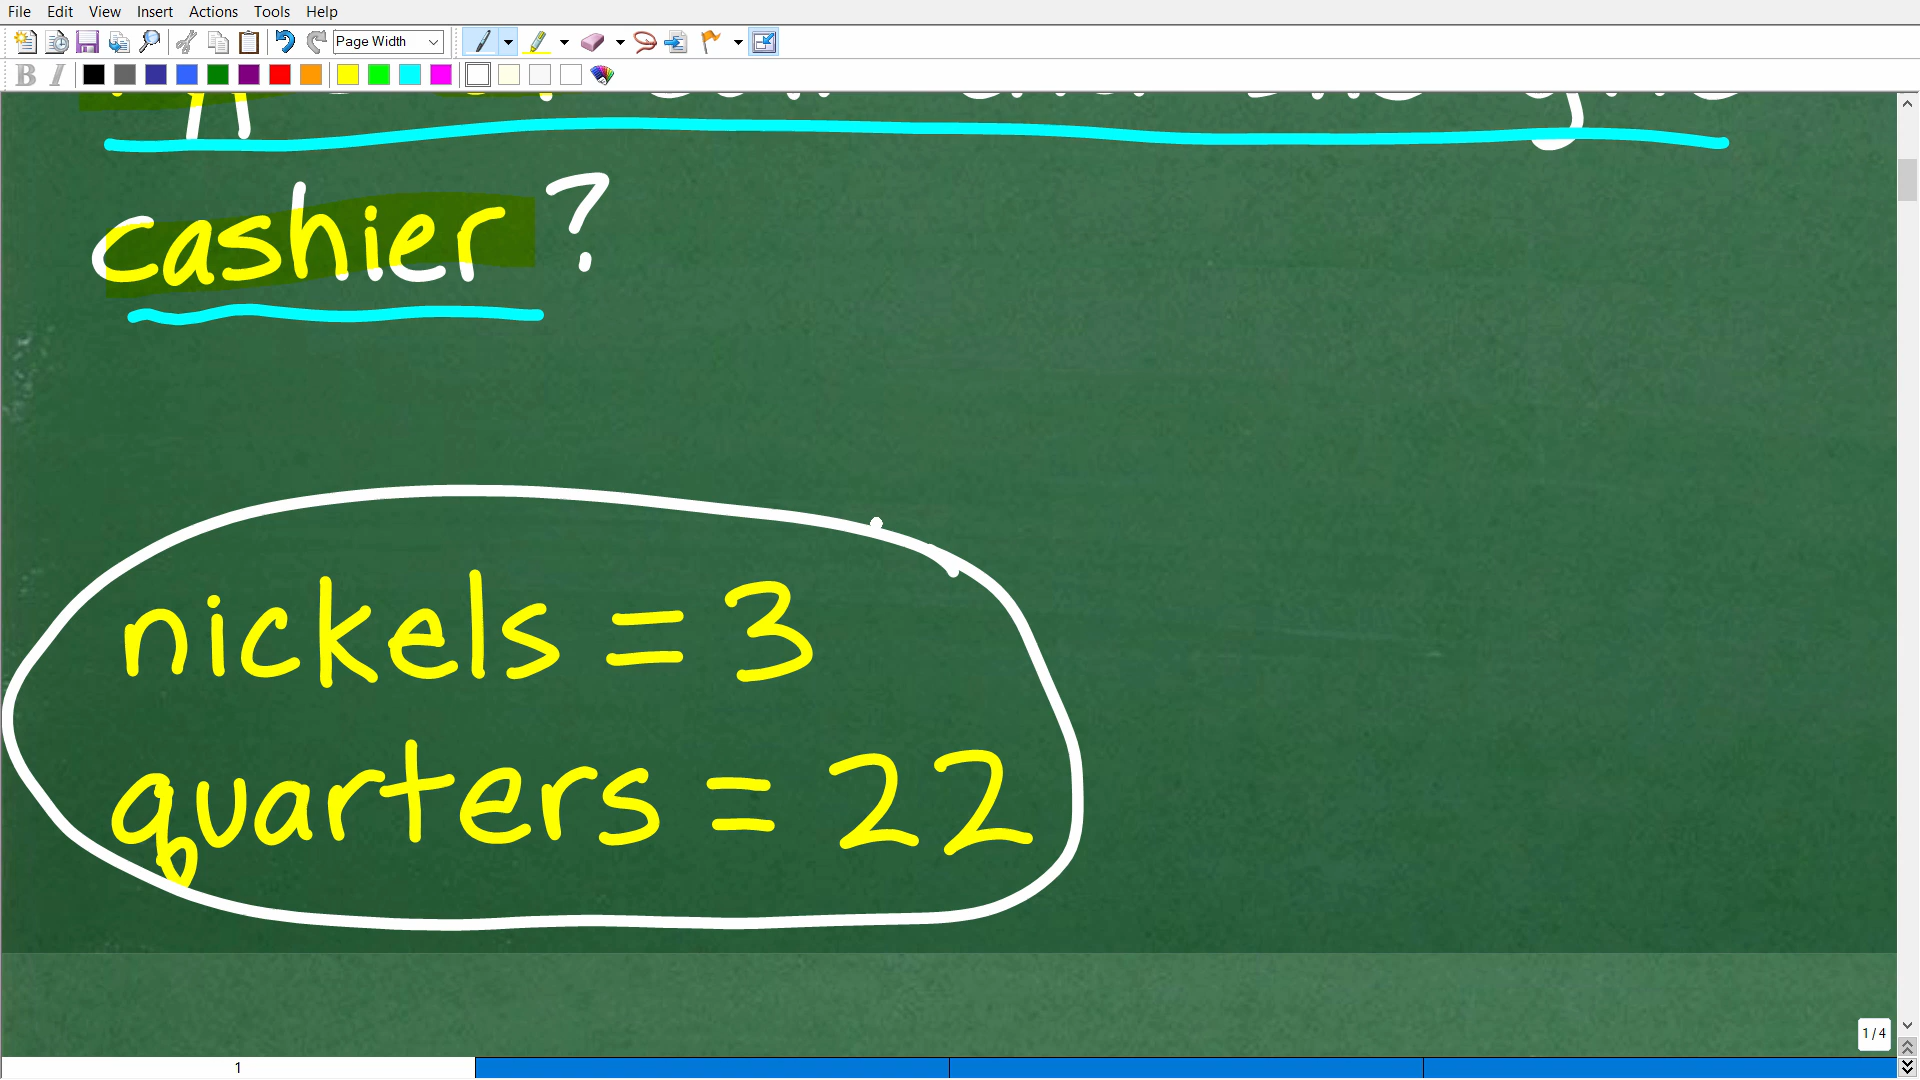 File Edit View Insert Actions Tools Help
Page Width
B I
cashier ?
nickels = 3
quarters = 22
1 / 4
1